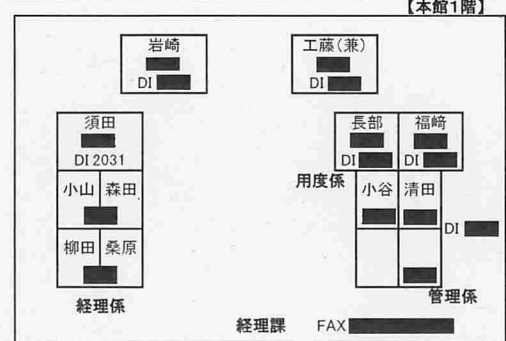 【本館1階】
岩崎
DI
工藤(兼)
DI
須田
DI 2031
小山 森田
柳田 桑原
経理係
長部 福﨑
DI DI
用度係
小谷 清田
DI
管理係
経理課 FAX